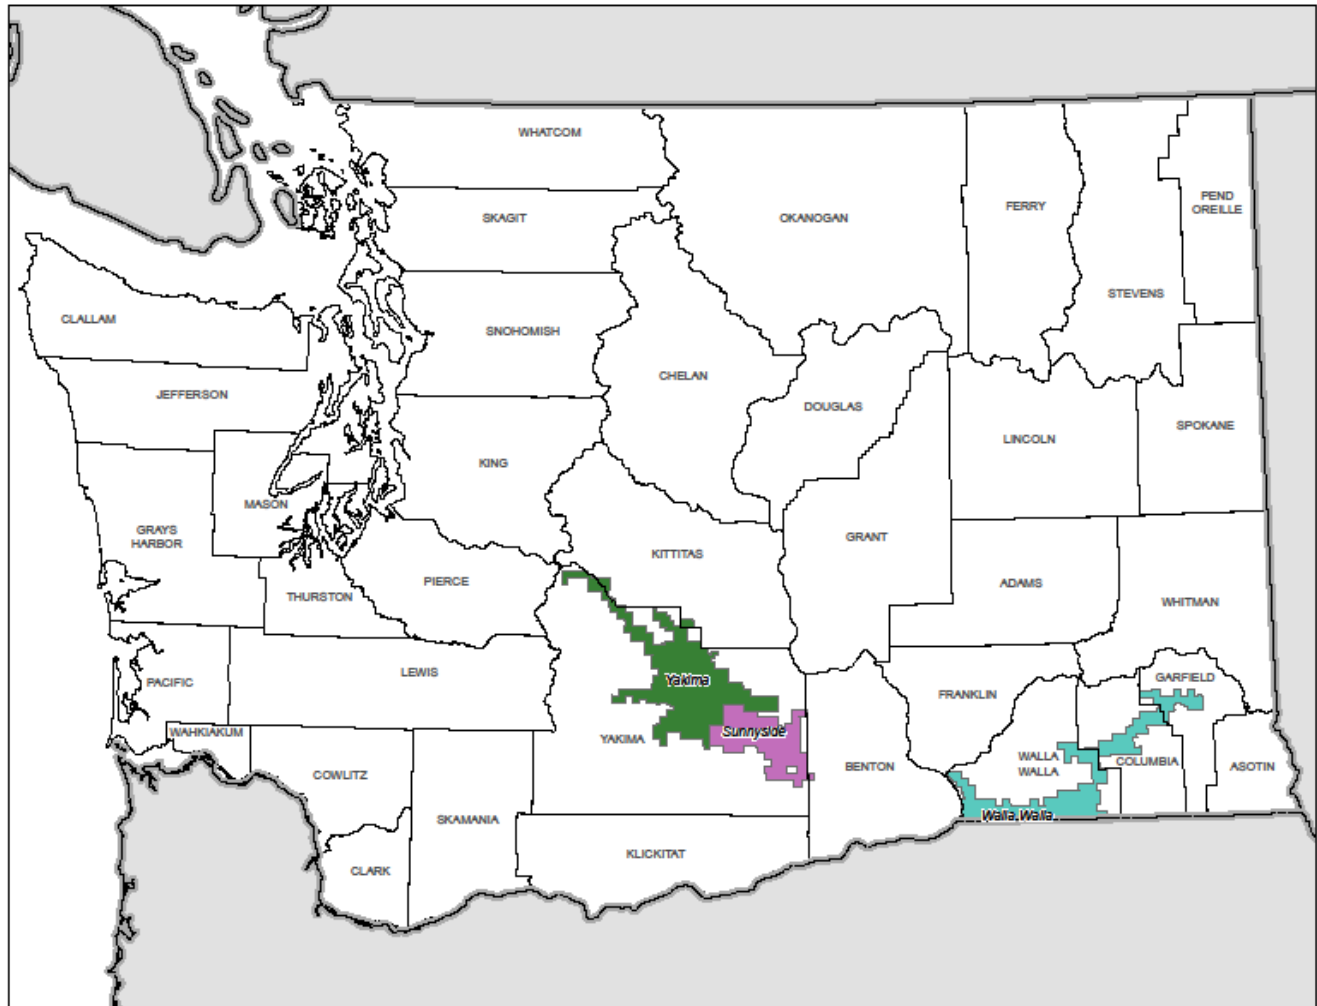 WHATCOM
PEND
OREILLE
FERRY
SKAGIT
OKANOGAN
STEVENS
CLALLAM
SNOHOMISH
CHELAN
JEFFERSON
DOUGLAS
SPOKANE
LINCOLN
KING
MASON
GRAYS
HARBOR
GRANT
KITTITAS
PIERCE
ADAMS
THURSTON
WHITMAN
LEWIS
GARFIELD
PACIFIC
Yakima
FRANKLIN
WAHKIAKUM
Sunnyside
YAKIMA
WALLA
WALLA
COLUMBIA
BENTON
ASOTIN
COWLITZ
Walla Walla
SKAMANIA
KLICKITAT
CLARK